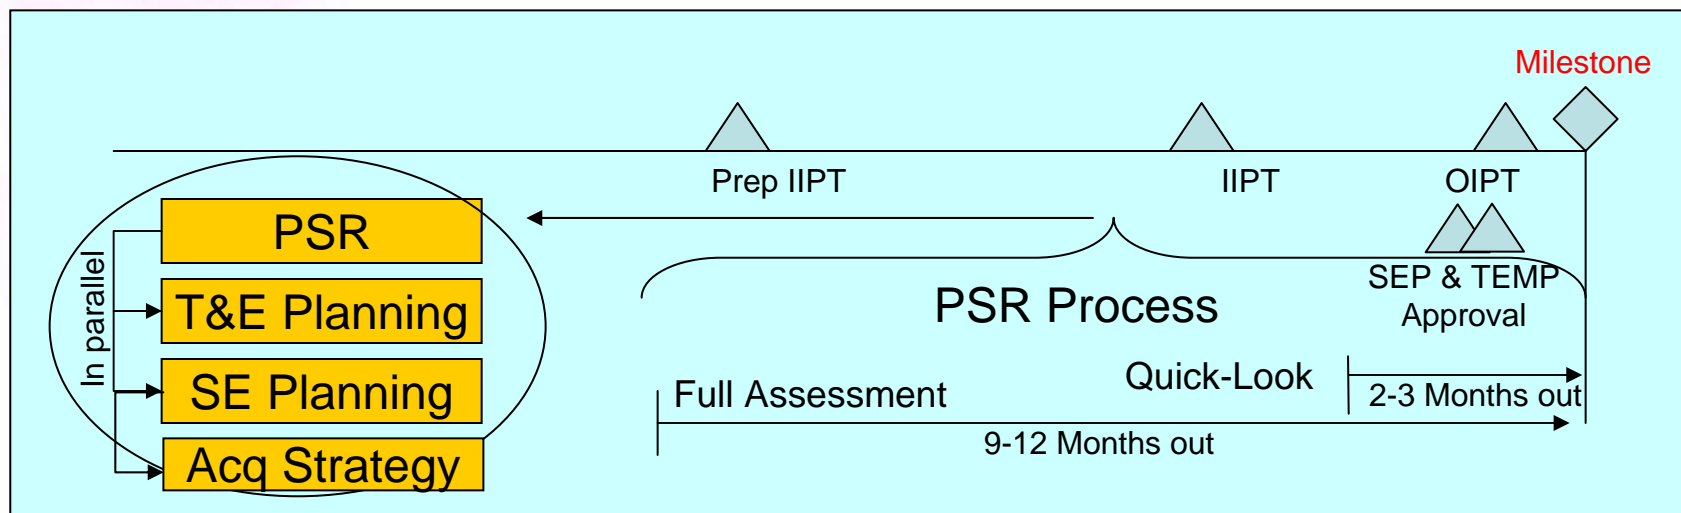 Milestone
Prep IIPT
IIPT
OIPT
In parallel
PSR
T&E Planning
SE Planning
Acq Strategy
PSR Process
SEP & TEMP
Approval
Full Assessment
Quick-Look
2-3 Months out
9-12 Months out